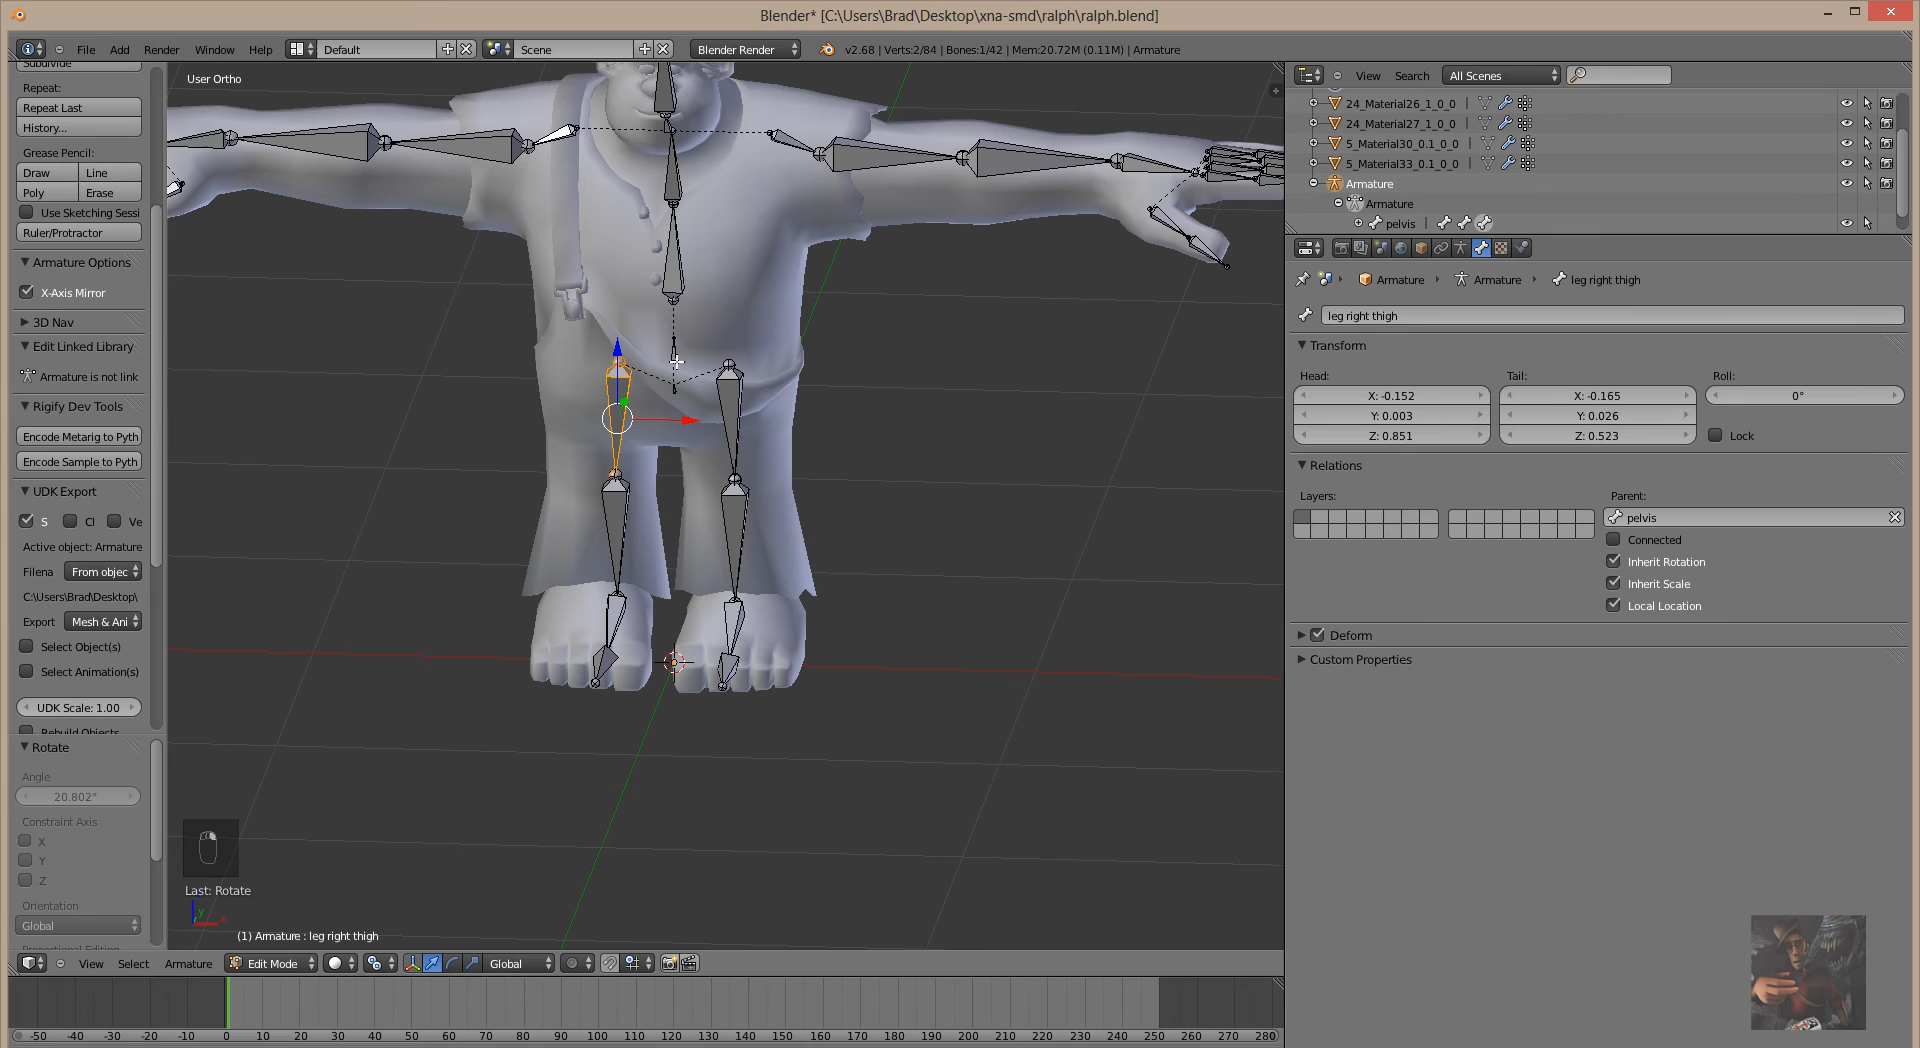 Blender* [C:\Users\Brad\Desktop\xna-smd\ralph\ralph.blend]
File Add Render Window Help Default Scene Blender Render v2.68 | Verts:2/84 | Bones:1/42 | Mem:20.72M (0.11M) | Armature
Subdivide
Repeat:
Repeat Last
History...
Grease Pencil:
Draw Line
Poly Erase
Use Sketching Sessi
Ruler/Protractor
Armature Options
X-Axis Mirror
3D Nav
Edit Linked Library
Armature is not link
Rigify Dev Tools
Encode Metarig to Pyth
Encode Sample to Pyth
UDK Export
S Cl Ve
Active object: Armature
Filena From objec
C:\Users\Brad\Desktop\
Export Mesh & Ani
Select Object(s)
Select Animation(s)
UDK Scale: 1.00
Rebuild Objects
Rotate
Angle
20.802°
Constraint Axis
X
Y
Z
Orientation
Global
Proportional Editing
User Ortho
Last: Rotate
y
x
(1) Armature : leg right thigh
View Select Armature Edit Mode Global
-50 -40 -30 -20 -10 0 10 20 30 40 50 60 70 80 90 100 110 120 130 140 150 160 170 180 190 200 210 220 230 240 250 260 270 280
View Search All Scenes
24_Material26_1_0_0
24_Material27_1_0_0
5_Material30_0.1_0_0
5_Material33_0.1_0_0
Armature
Armature
pelvis
Armature Armature leg right thigh
leg right thigh
Transform
Head: Tail: Roll:
X: -0.152 X: -0.165 0°
Y: 0.003 Y: 0.026
Z: 0.851 Z: 0.523 Lock
Relations
Layers: Parent:
pelvis
Connected
Inherit Rotation
Inherit Scale
Local Location
Deform
Custom Properties